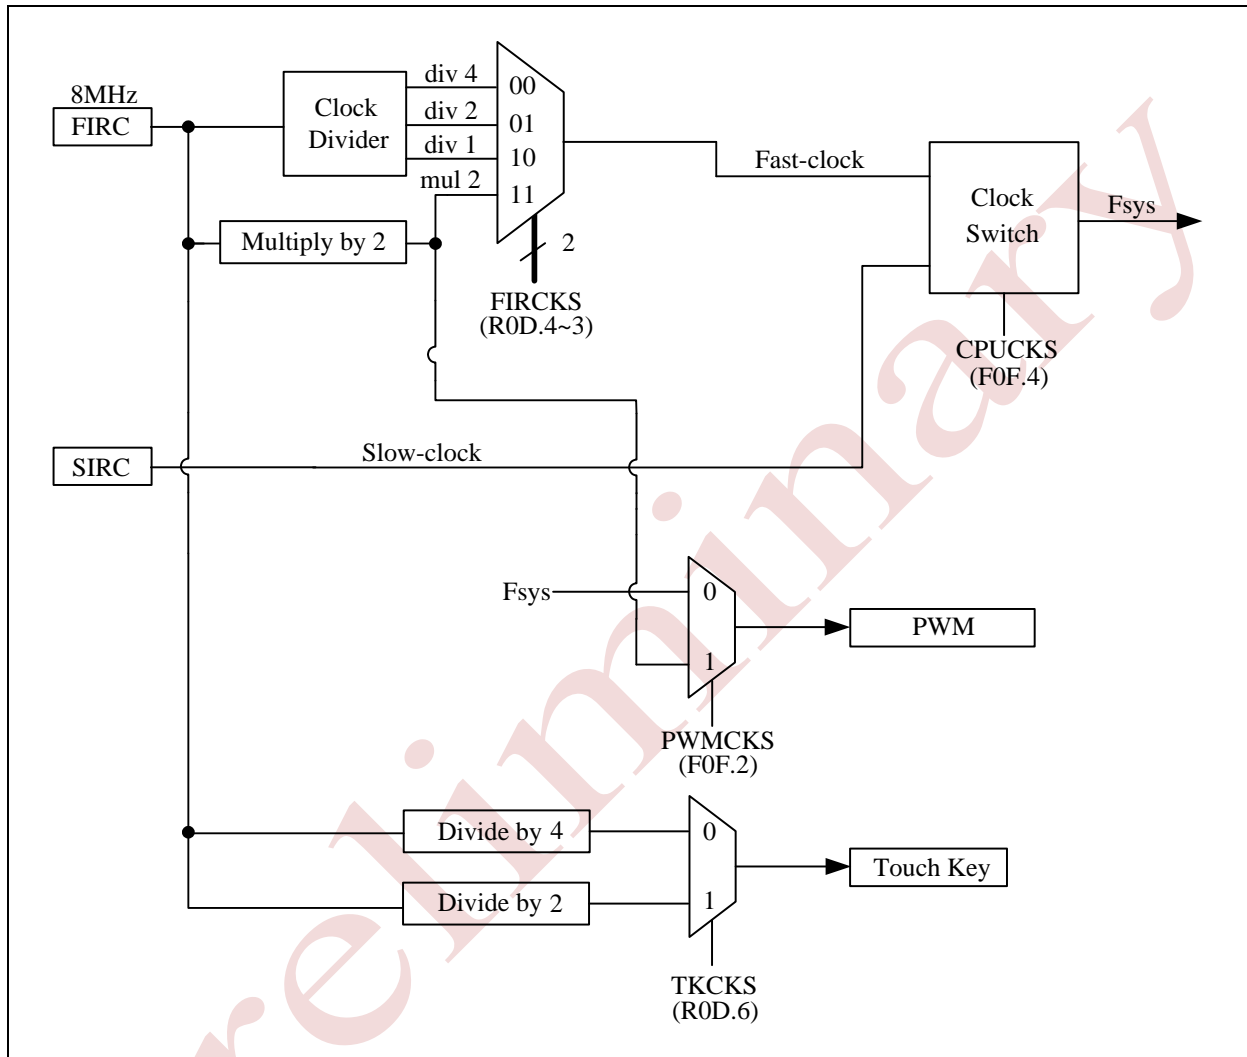 8MHz
FIRC
Clock
Divider
div 4
div 2
div 1
mul 2
00
01
10
11
Multiply by 2
2
FIRCKS
(R0D.4~3)
Fast-clock
Clock
Switch
Fsys
CPUCKS
(F0F.4)
SIRC
Slow-clock
Fsys
0
1
PWM
PWMCKS
(F0F.2)
Divide by 4
Divide by 2
0
1
Touch Key
TKCKS
(R0D.6)
reliminary